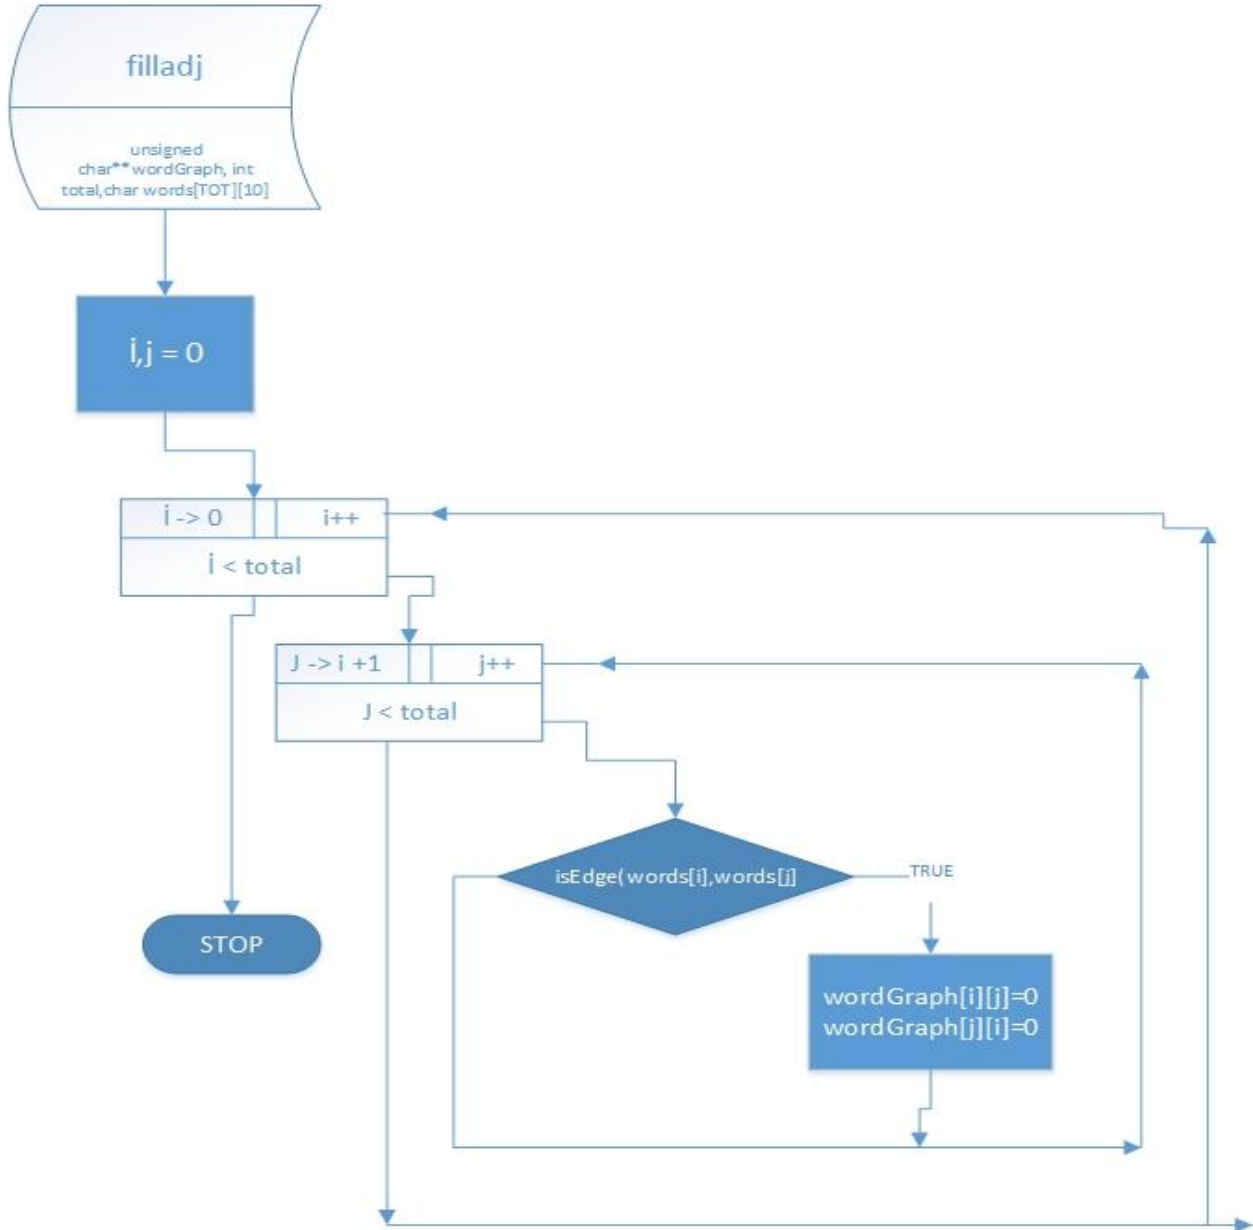 filladj
unsigned
char** wordGraph, int
total,char words[TOT][10]
İ,j = 0
İ -> 0
i++
İ < total
J -> i +1
j++
J < total
isEdge(words[i],words[j]
TRUE
STOP
wordGraph[i][j]=0
wordGraph[j][i]=0